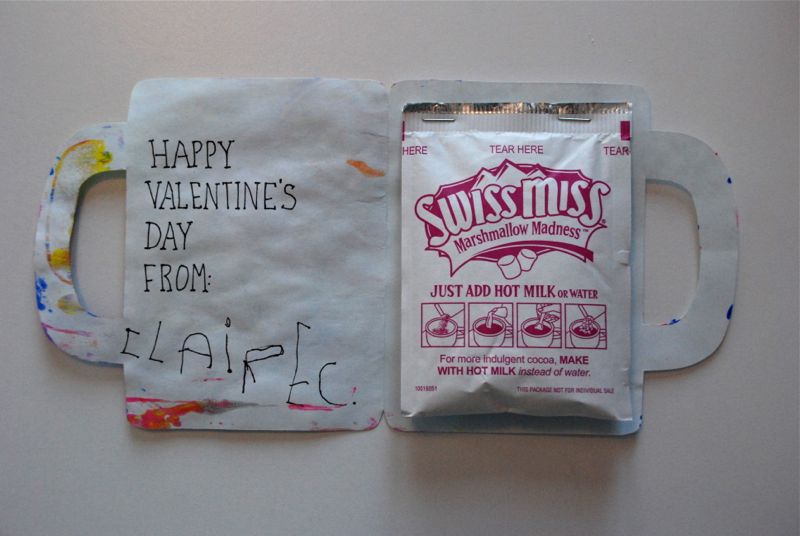 HAPPY
VALENTINE'S
DAY
FROM:
CLAiRE C.
HERE TEAR HERE TEAR
SWiSS MiSS®
Marshmallow Madness™
JUST ADD HOT MILK OR WATER
For more indulgent cocoa, MAKE
WITH HOT MILK instead of water.
THIS PACKAGE NOT FOR INDIVIDUAL SALE